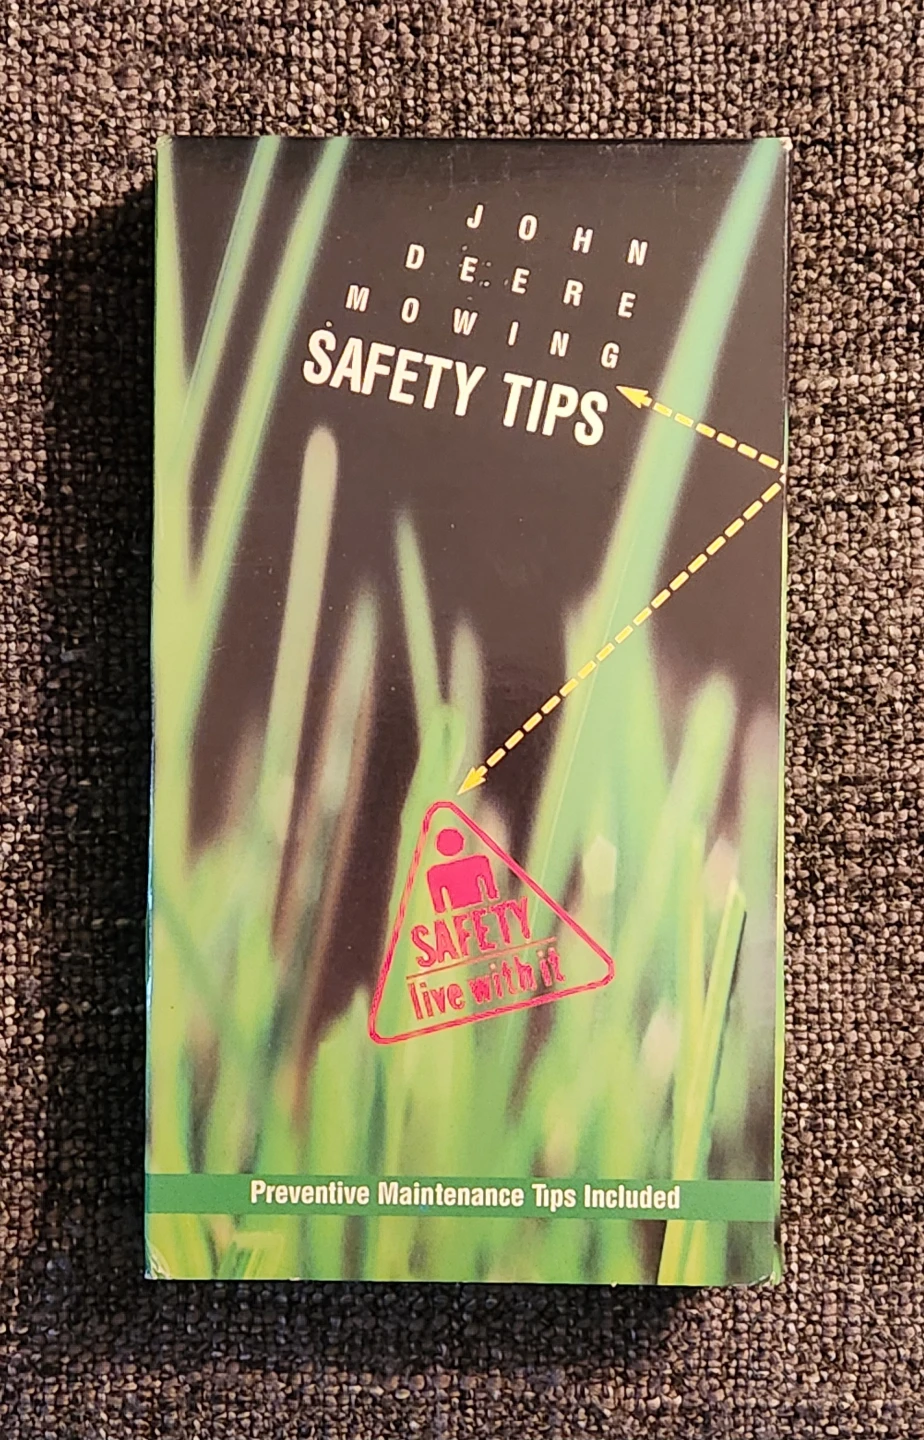 JOHN
DEERE
MOWING
SAFETY TIPS
SAFETY
live with it
Preventive Maintenance Tips Included